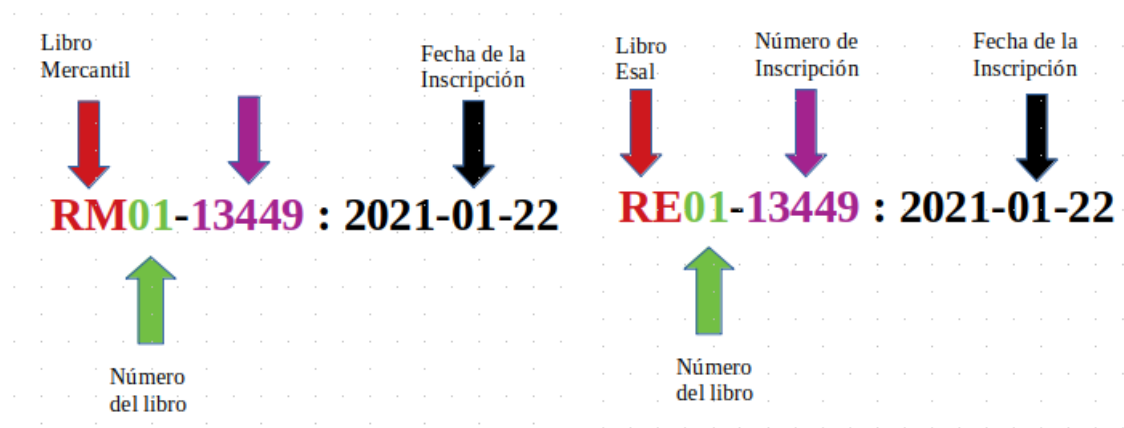 Libro
Mercantil
Fecha de la
Inscripción
RM01-13449 : 2021-01-22
Número
del libro
Libro
Esal
Número de
Inscripción
Fecha de la
Inscripción
RE01-13449 : 2021-01-22
Número
del libro